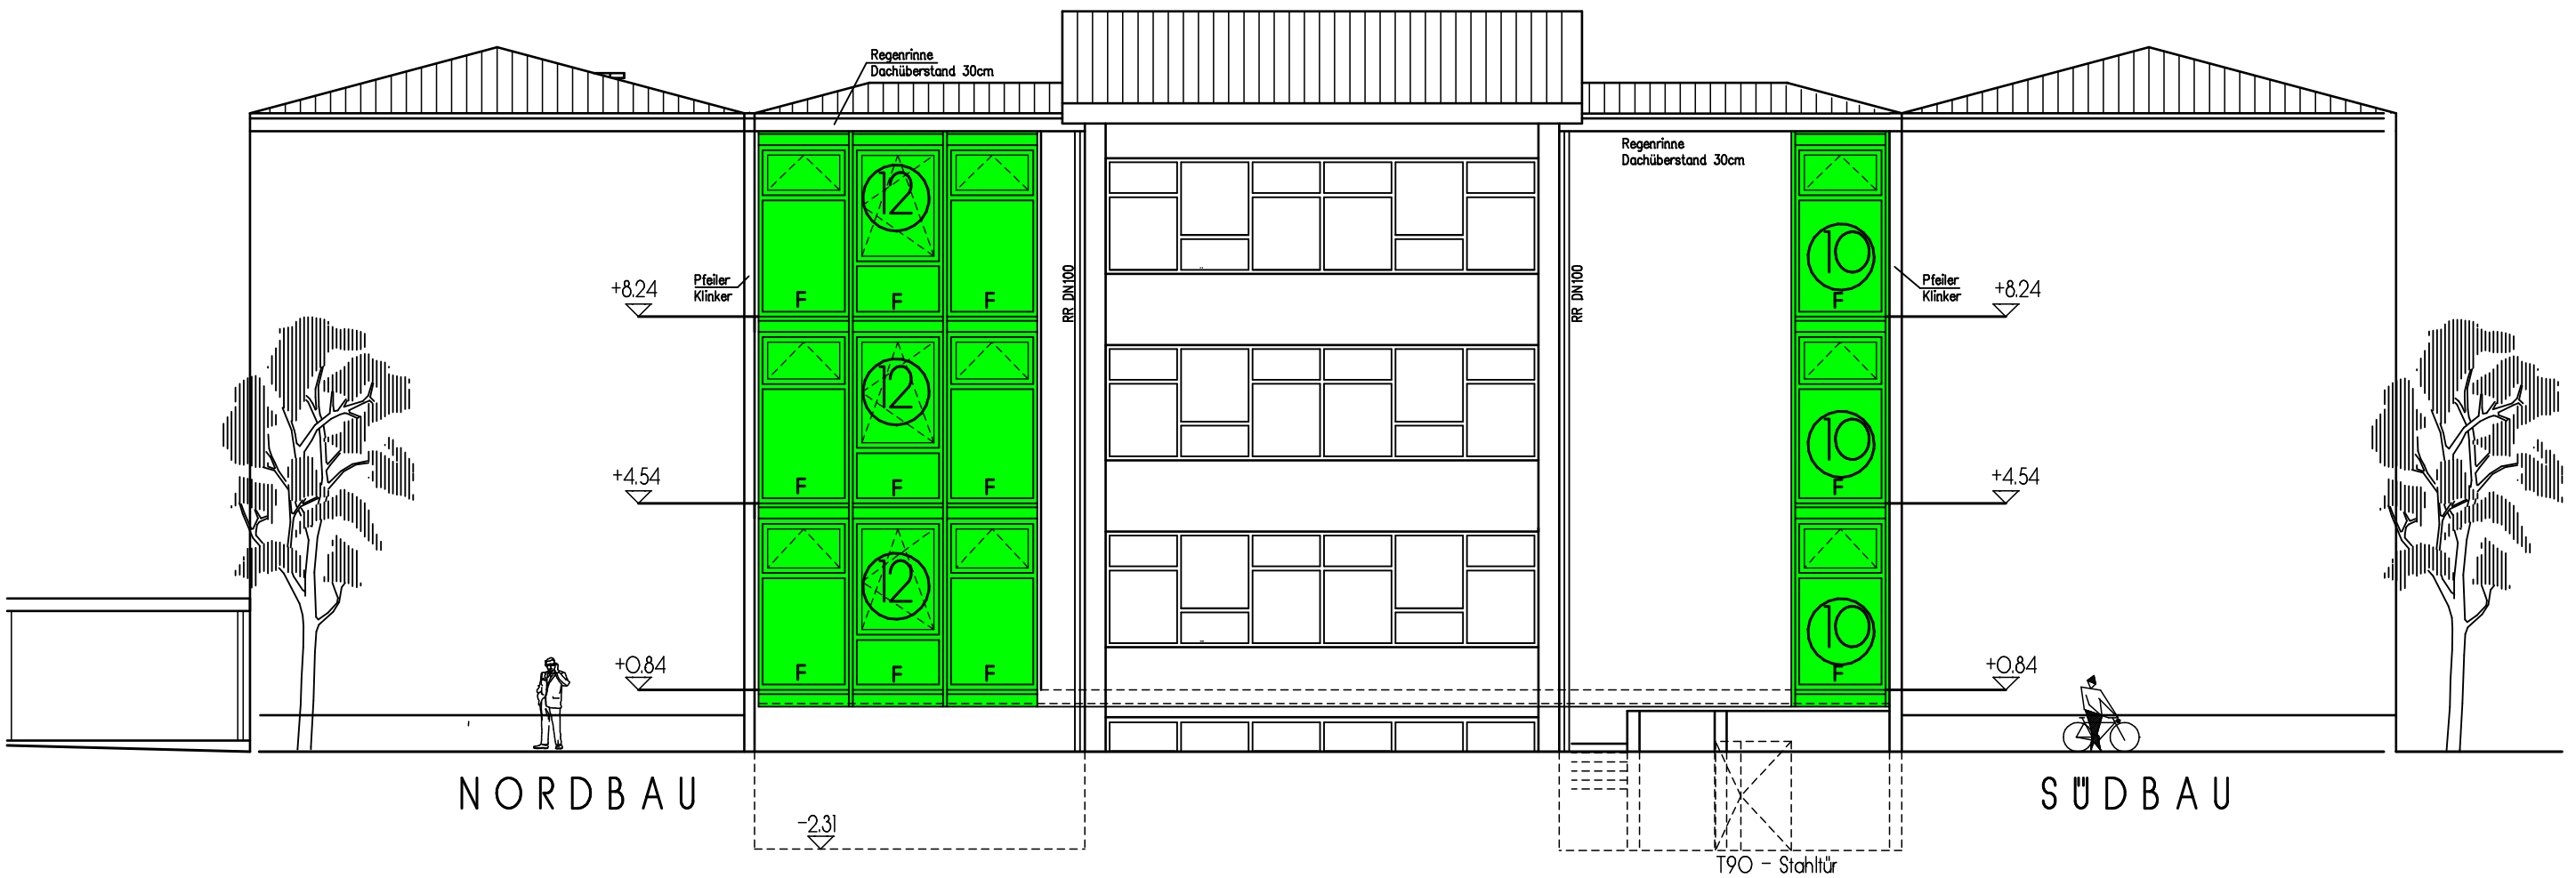 Regenrinne
Dachüberstand 30cm
Regenrinne
Dachüberstand 30cm
12
10
Pfeiler
Klinker
+8.24
F F F
RR DN100
RR DN100
F
Pfeiler
Klinker
+8.24
12
10
+4.54
F F F
F
+4.54
12
10
+0.84
F F F
F
+0.84
NORDBAU
SÜDBAU
-2.31
T90 - Stahltür